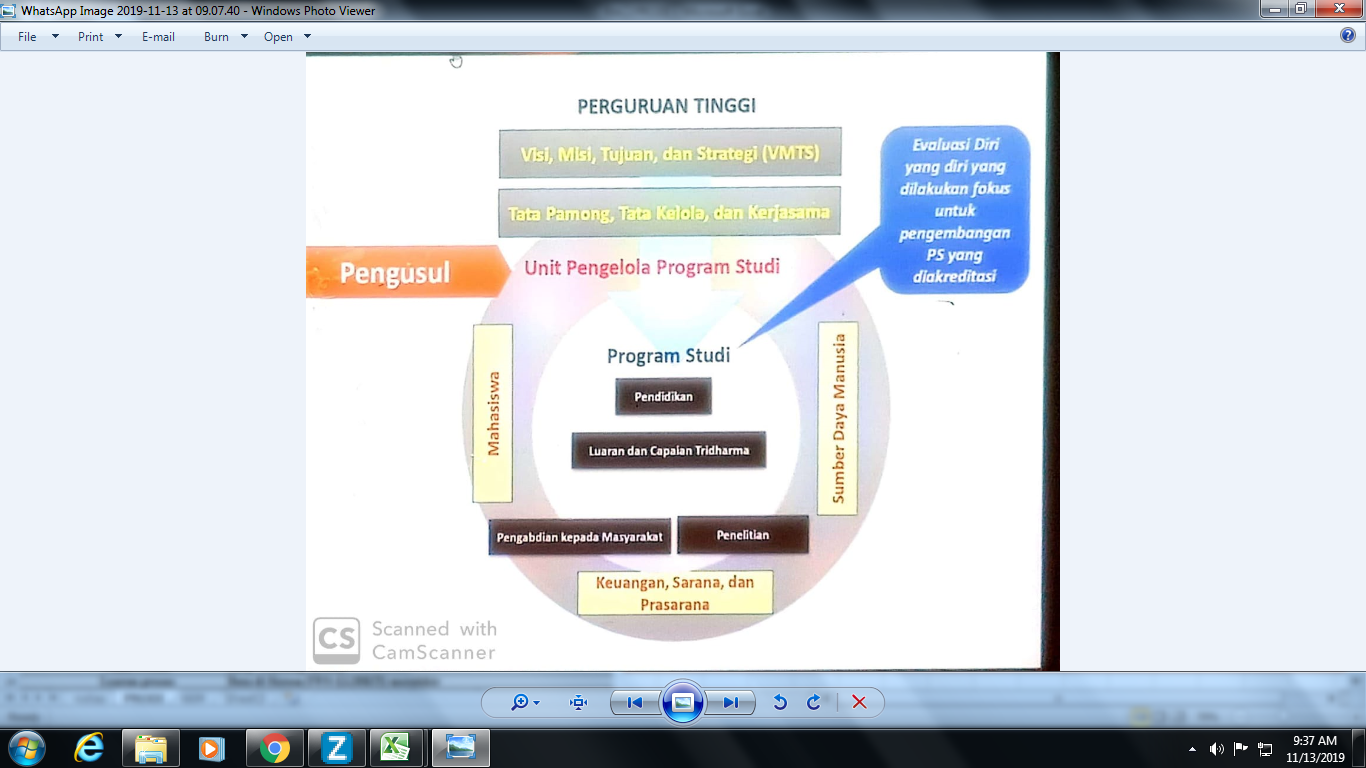 WhatsApp Image 2019-11-13 at 09.07.40 - Windows Photo Viewer
File Print E-mail Burn Open
PERGURUAN TINGGI
Visi, Misi, Tujuan, dan Strategi (VMTS)
Tata Pamong, Tata Kelola, dan Kerjasama
Evaluasi Diri
yang diri yang
dilakukan fokus
untuk
pengembangan
PS yang
diakreditasi
Pengusul
Unit Pengelola Program Studi
Program Studi
Pendidikan
Luaran dan Capaian Tridharma
Mahasiswa
Sumber Daya Manusia
Pengabdian kepada Masyarakat
Penelitian
Keuangan, Sarana, dan
Prasarana
CS
Scanned with
CamScanner
9:37 AM
11/13/2019